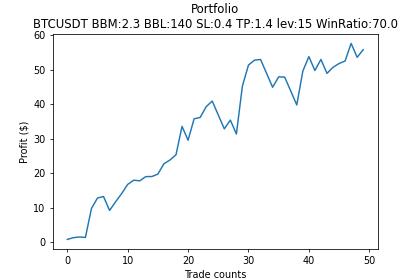 Portfolio
BTCUSDT BBM:2.3 BBL:140 SL:0.4 TP:1.4 lev:15 WinRatio:70.0
60
50
40
30
20
10
0
Profit ($)
0 10 20 30 40 50
Trade counts